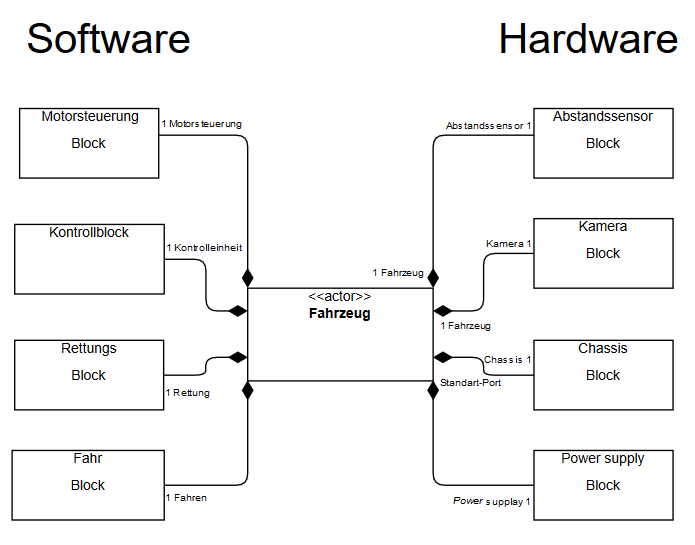 Software
Hardware
Motorsteuerung
Block
1 Motorsteuerung
Abstandssensor 1
Abstandssensor
Block
Kontrollblock
1 Kontrolleinheit
Kamera 1
Kamera
Block
1 Fahrzeug
<<actor>>
Fahrzeug
1 Fahrzeug
Rettungs
Block
1 Rettung
Chassis 1
Standart-Port
Chassis
Block
Fahr
Block
1 Fahren
Power supplay 1
Power supply
Block